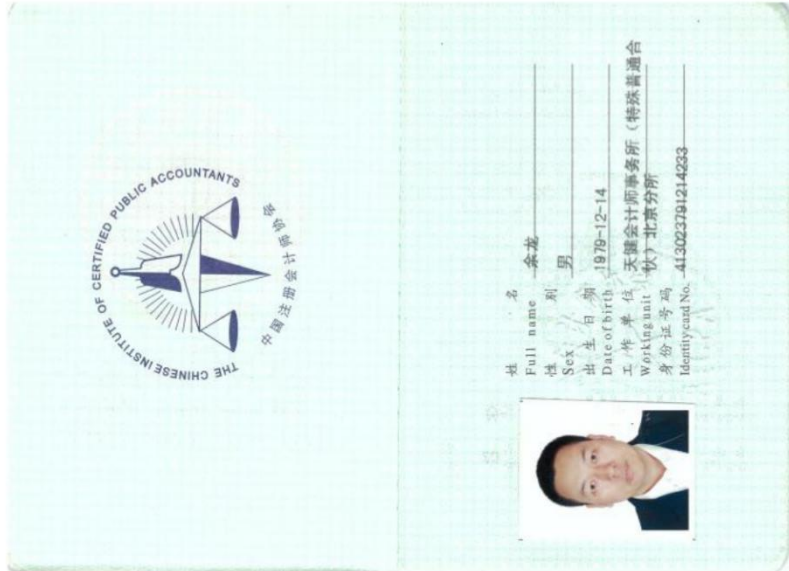 THE CHINESE INSTITUTE OF CERTIFIED PUBLIC ACCOUNTANTS
中国注册会计师协会
姓 名 余龙
Full name
性 别 男
Sex
出 生 日 期 1979-12-14
Date of birth
工 作 单 位 天健会计师事务所（特殊普通合
Working unit 伙）北京分所
身 份 证 号 码 413023791214233
Identity card No.